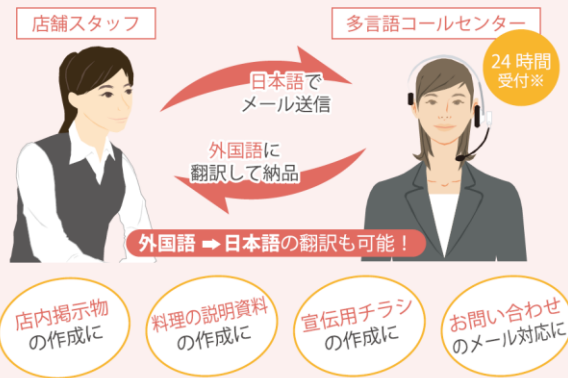 店舗スタッフ
多言語コールセンター
24時間
受付※
日本語で
メール送信
外国語に
翻訳して納品
外国語➡日本語の翻訳も可能！
店内掲示物
の作成に
料理の説明資料
の作成に
宣伝用チラシ
の作成に
お問い合わせ
のメール対応に